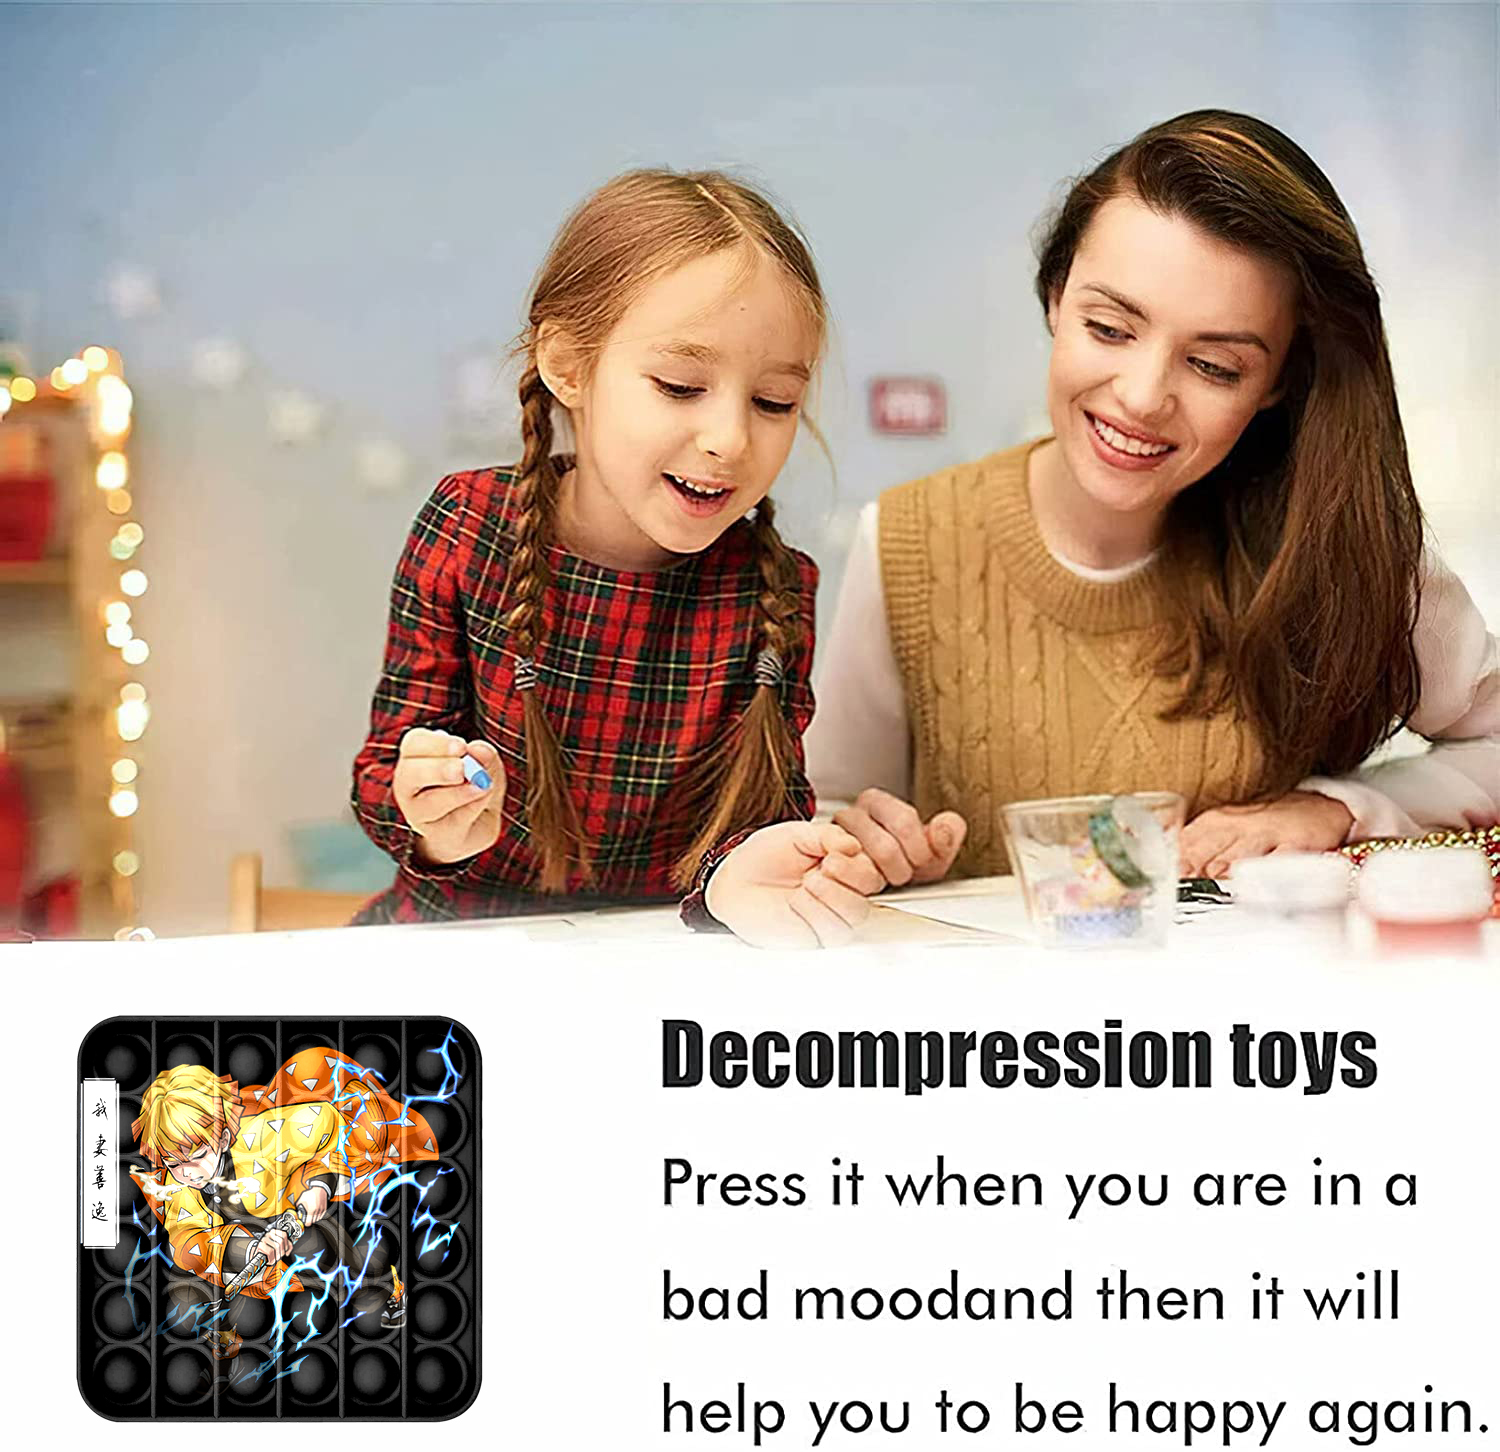 Decompression toys
Press it when you are in a
bad moodand then it will
help you to be happy again.
我
妻
善
逸